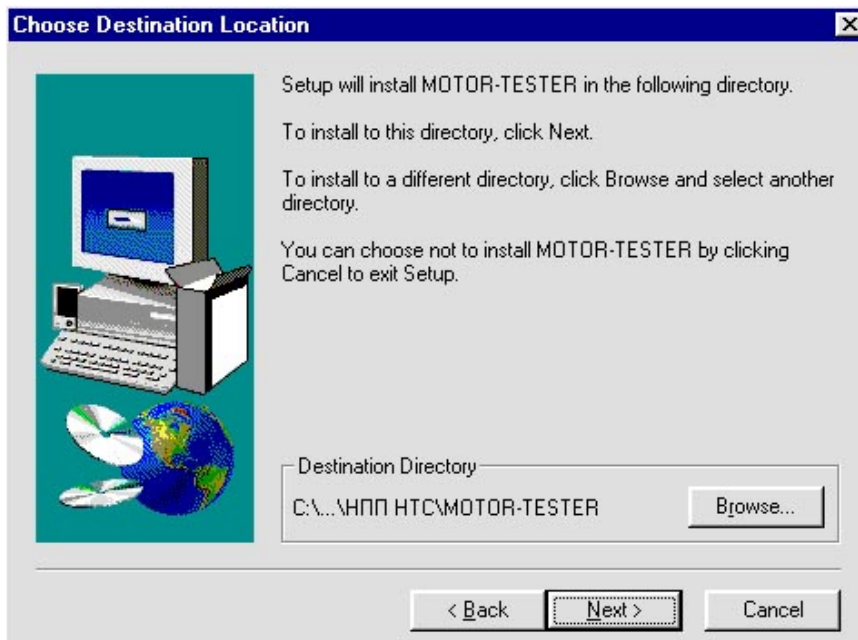 Choose Destination Location
Setup will install MOTOR-TESTER in the following directory.
To install to this directory, click Next.
To install to a different directory, click Browse and select another
directory.
You can choose not to install MOTOR-TESTER by clicking
Cancel to exit Setup.
Destination Directory
C:\...\НПП НТС\MOTOR-TESTER
Browse...
< Back
Next >
Cancel